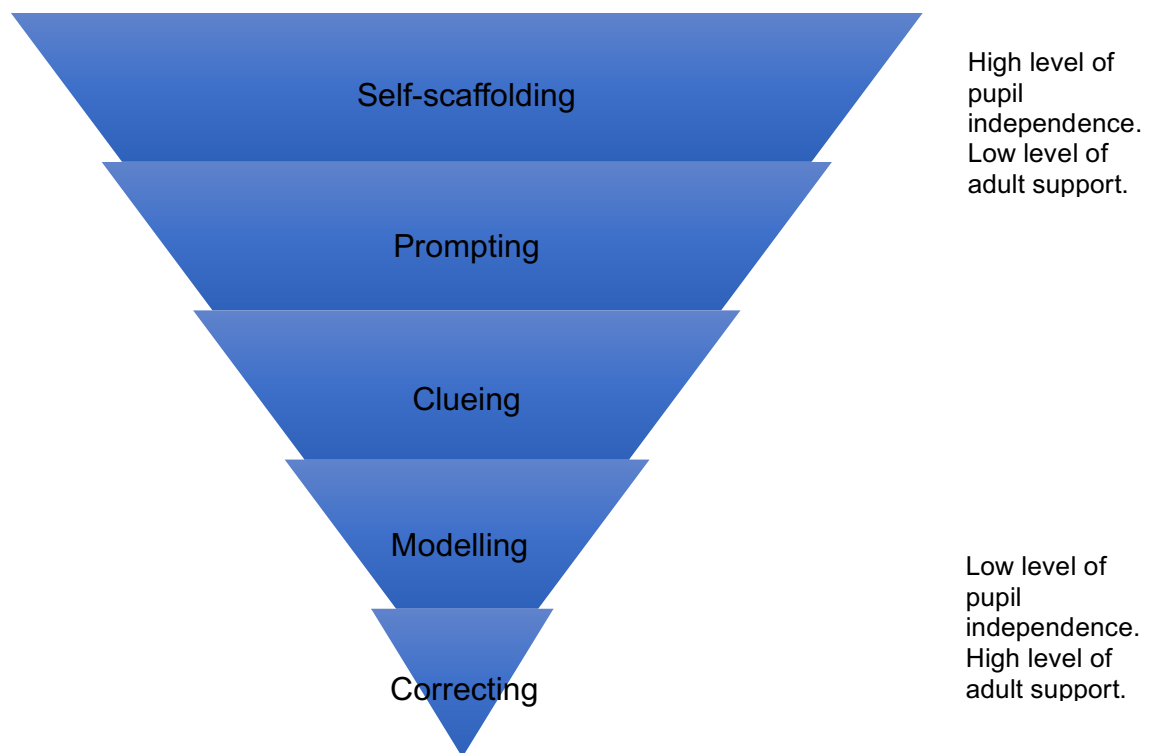 Self-scaffolding
High level of
pupil
independence.
Low level of
adult support.
Prompting
Clueing
Modelling
Low level of
pupil
independence.
High level of
adult support.
Correcting